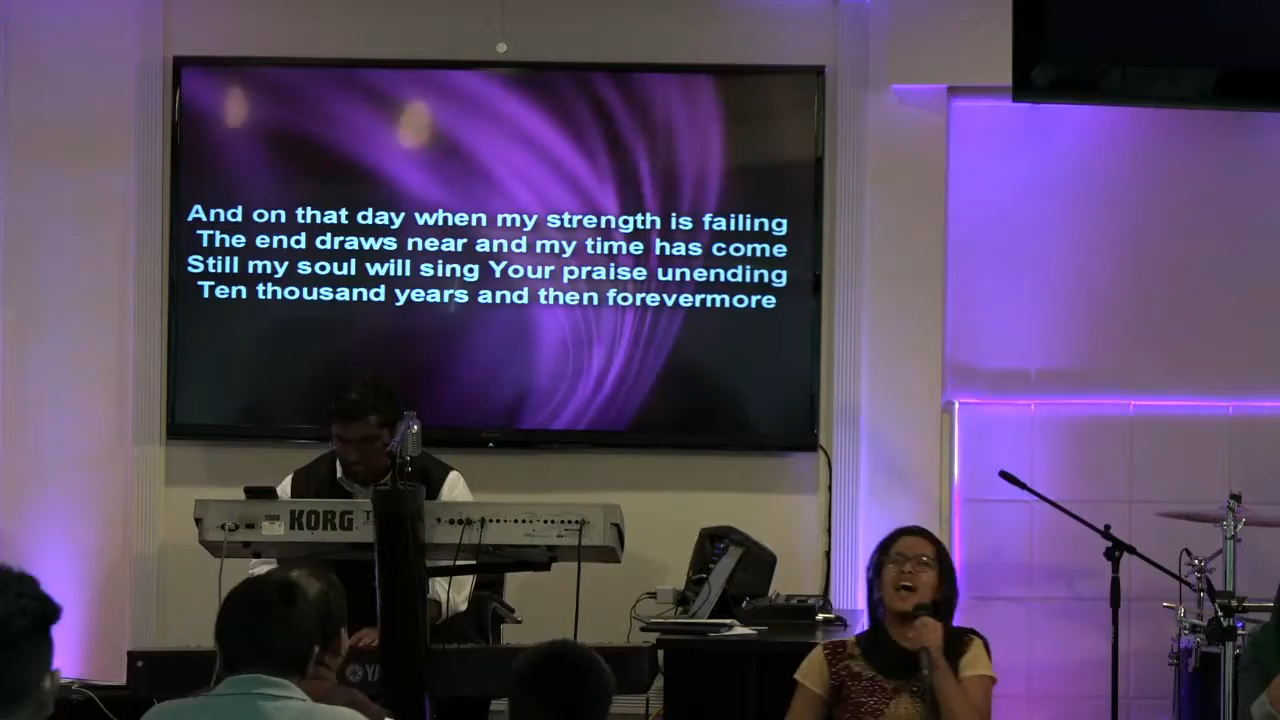 And on that day when my strength is failing
The end draws near and my time has come
Still my soul will sing Your praise unending
Ten thousand years and then forevermore
KORG
YA